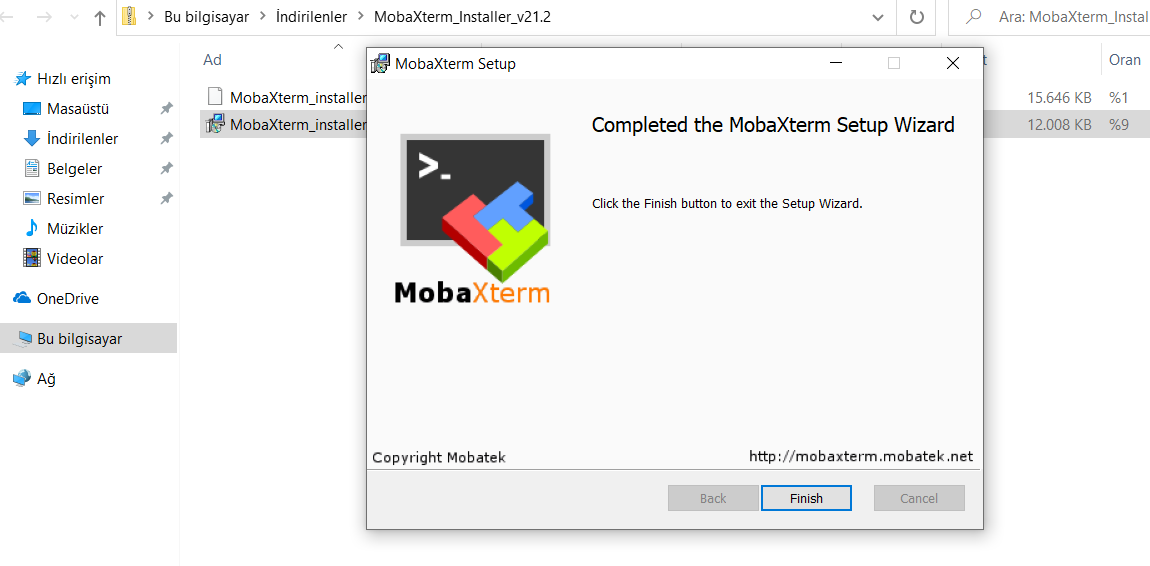 Bu bilgisayar > İndirilenler > MobaXterm_Installer_v21.2
Ara: MobaXterm_Instal
Ad
Oran
Hızlı erişim
Masaüstü
İndirilenler
Belgeler
Resimler
Müzikler
Videolar
OneDrive
Bu bilgisayar
Ağ
MobaXterm_installer
15.646 KB %1
MobaXterm_installer
12.008 KB %9
MobaXterm Setup
Completed the MobaXterm Setup Wizard
Click the Finish button to exit the Setup Wizard.
>_
MobaXterm
Copyright Mobatek
http://mobaxterm.mobatek.net
Back
Finish
Cancel